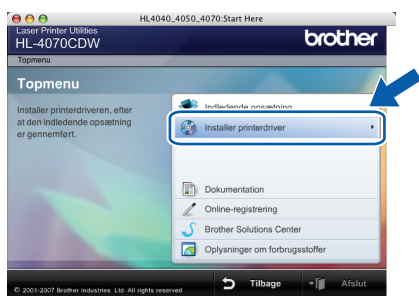 HL4040_4050_4070:Start Here
Laser Printer Utilities
HL-4070CDW
brother
Topmenu
Topmenu
Installer printerdriveren, efter
at den indledende opsætning
er gennemført.
Indledende opsætning
Installer printerdriver
Dokumentation
Online-registrering
Brother Solutions Center
Oplysninger om forbrugsstoffer
© 2001-2007 Brother Industries Ltd All rights reserved
Tilbage
Afslut